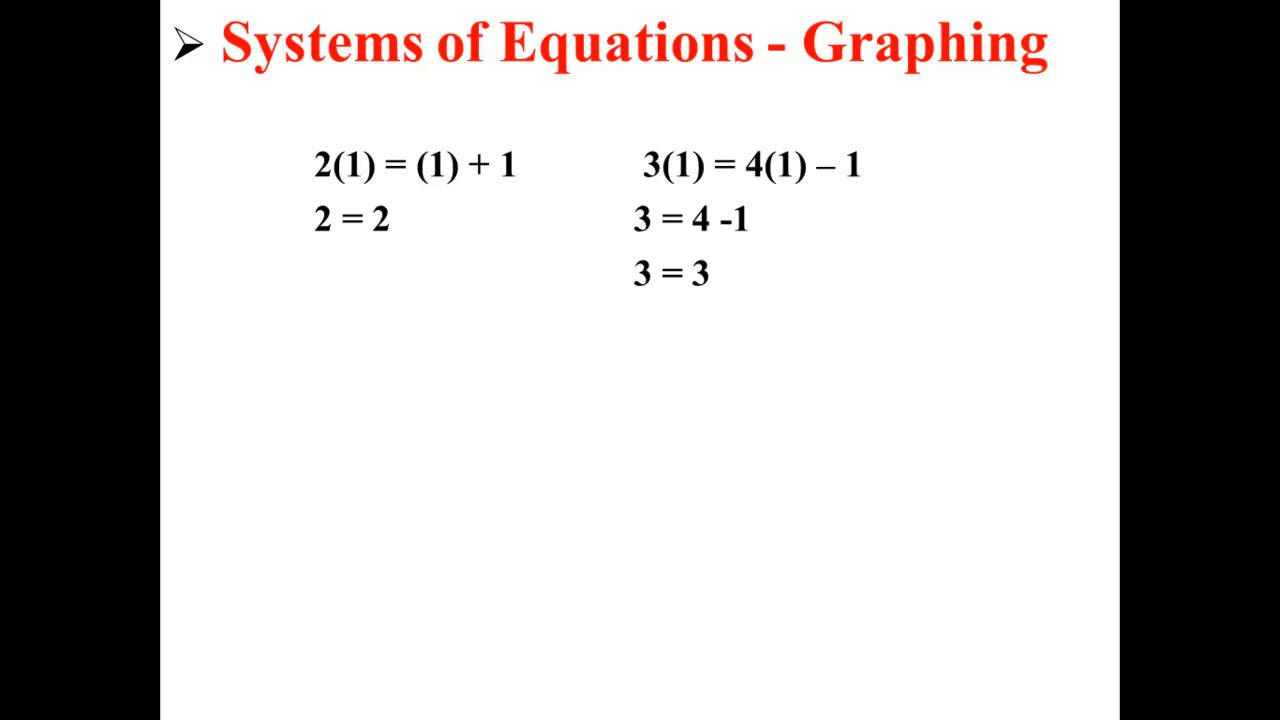 ➢ Systems of Equations - Graphing
2(1) = (1) + 1
2 = 2
3(1) = 4(1) – 1
3 = 4 -1
3 = 3